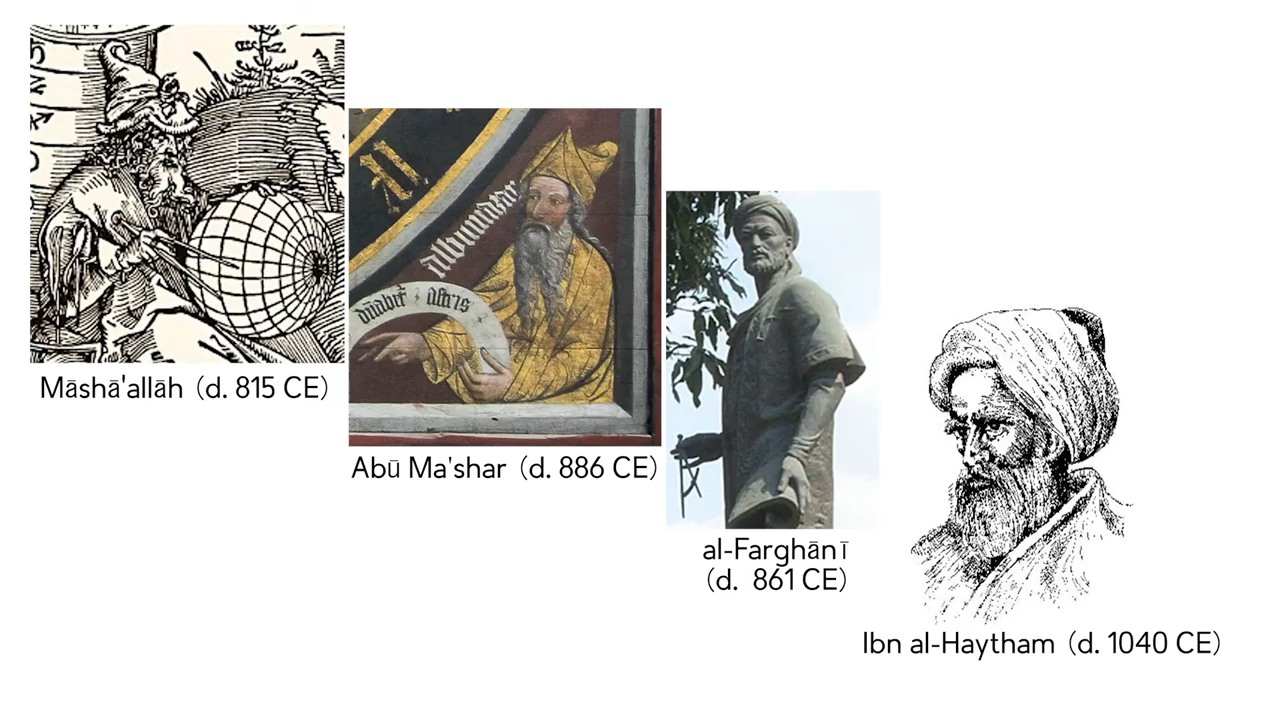 Māshā'allāh (d. 815 CE)
Abū Ma'shar (d. 886 CE)
al-Farghānī
(d. 861 CE)
Ibn al-Haytham (d. 1040 CE)